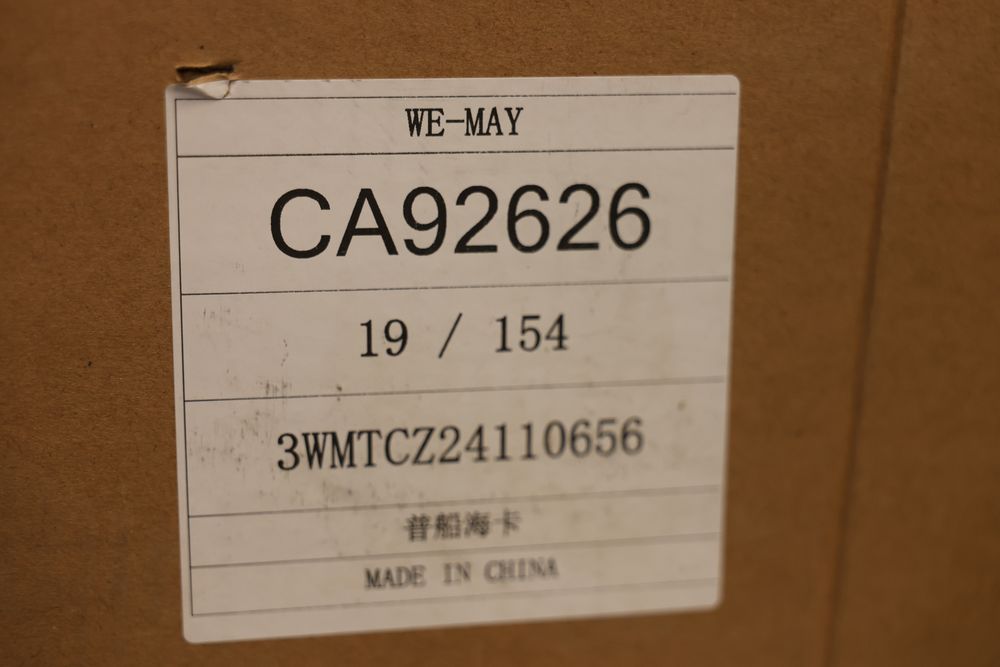 WE-MAY
CA92626
19 / 154
3WMTCZ24110656
普船海卡
MADE IN CHINA